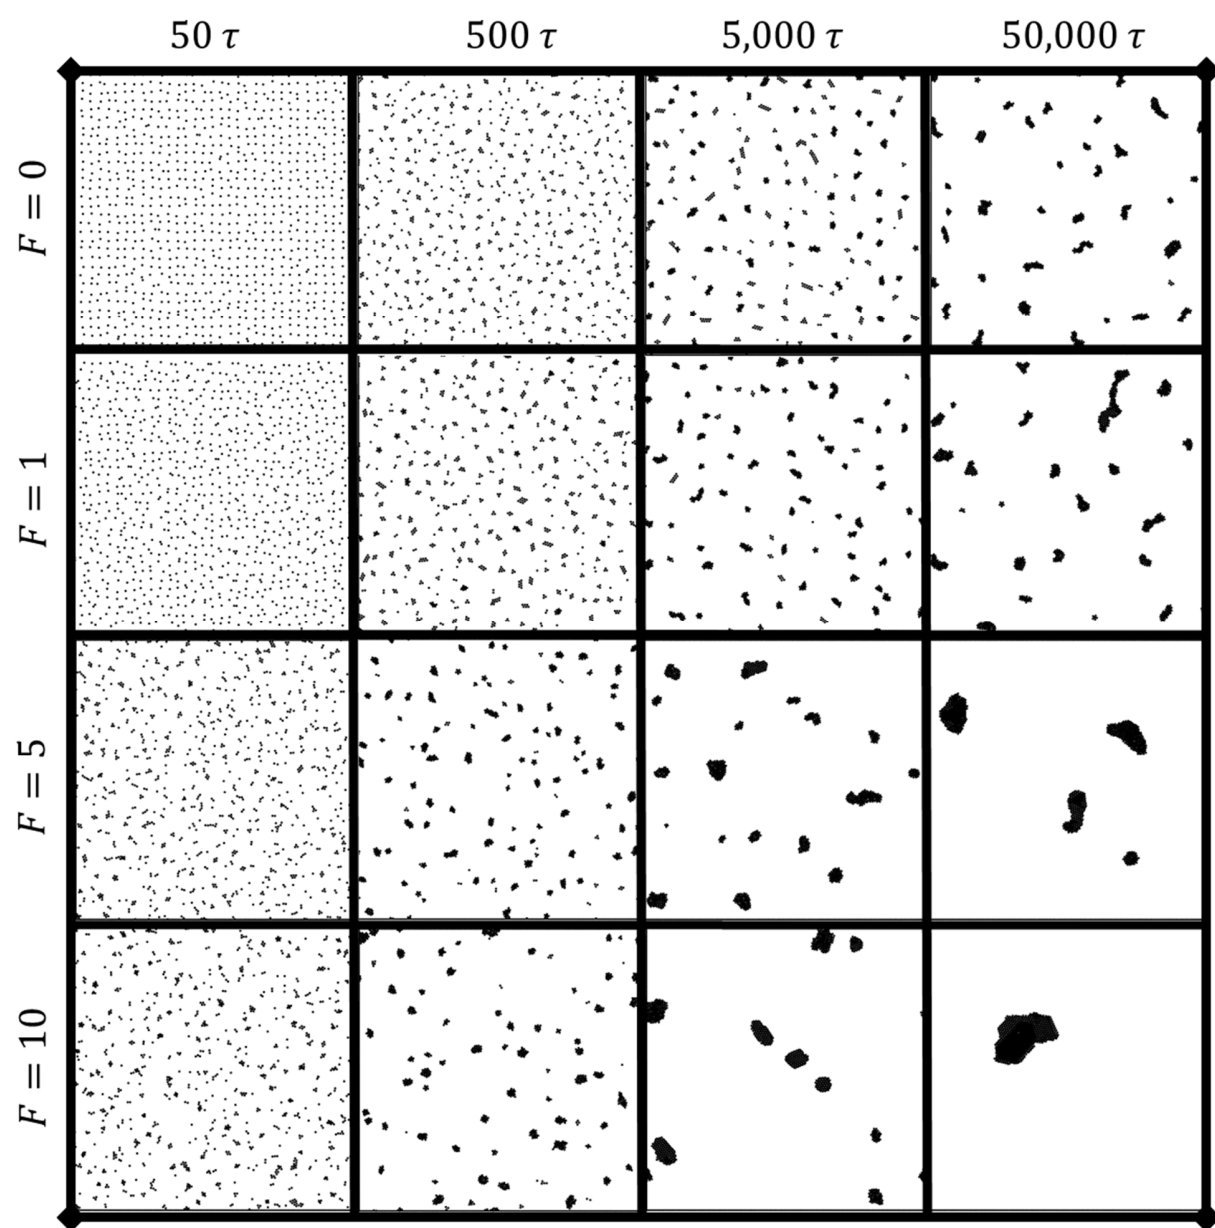 50 τ 500 τ 5,000 τ 50,000 τ
F = 0
F = 1
F = 5
F = 10